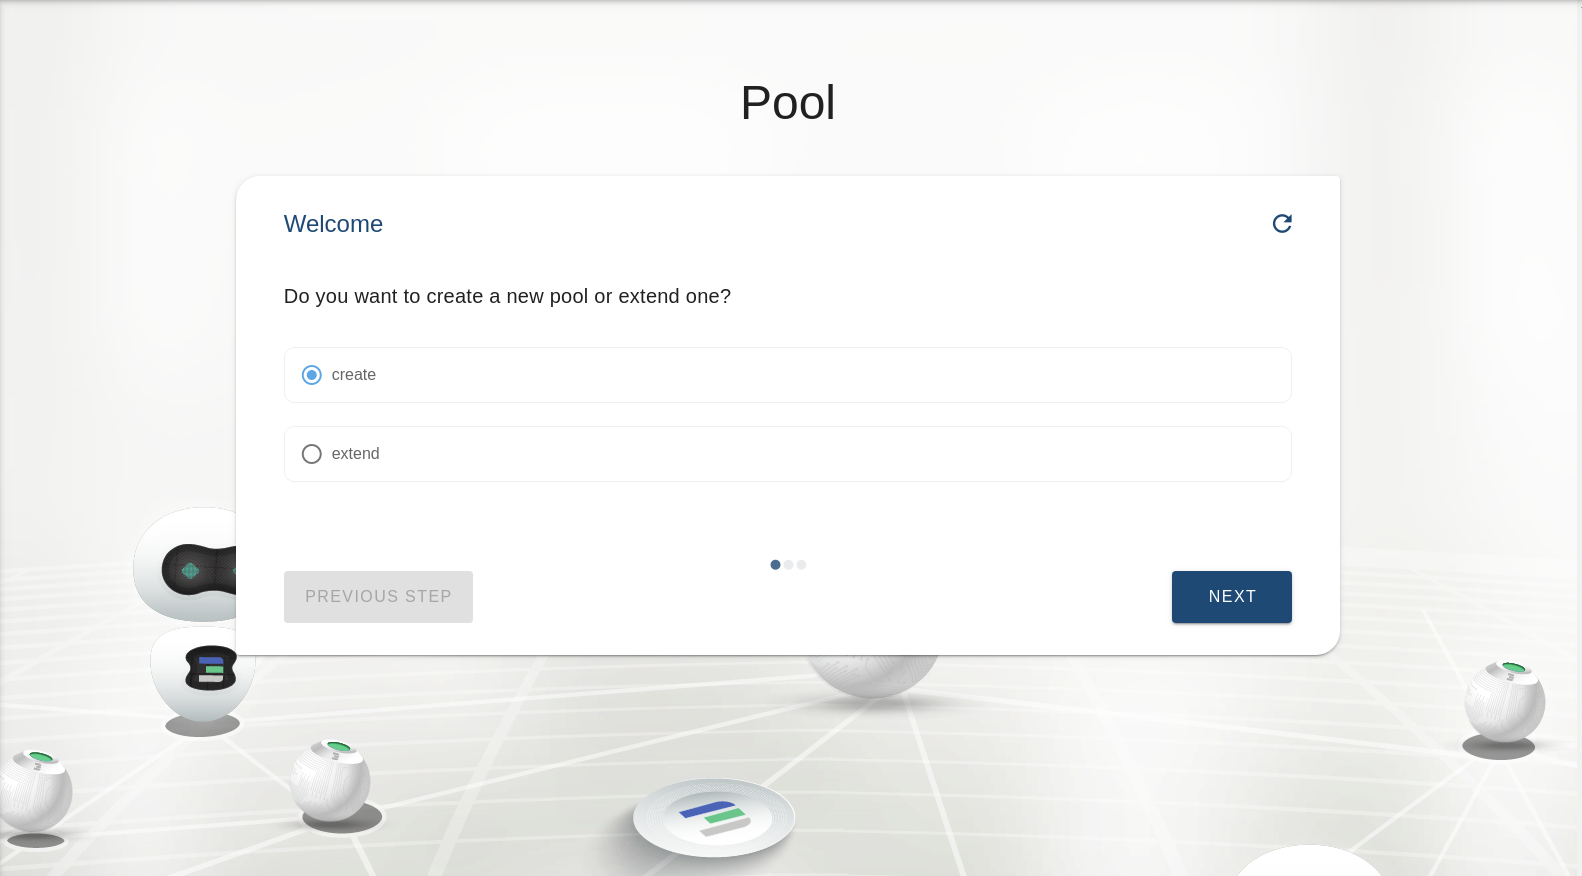 Pool
Welcome
Do you want to create a new pool or extend one?
create
extend
PREVIOUS STEP
NEXT